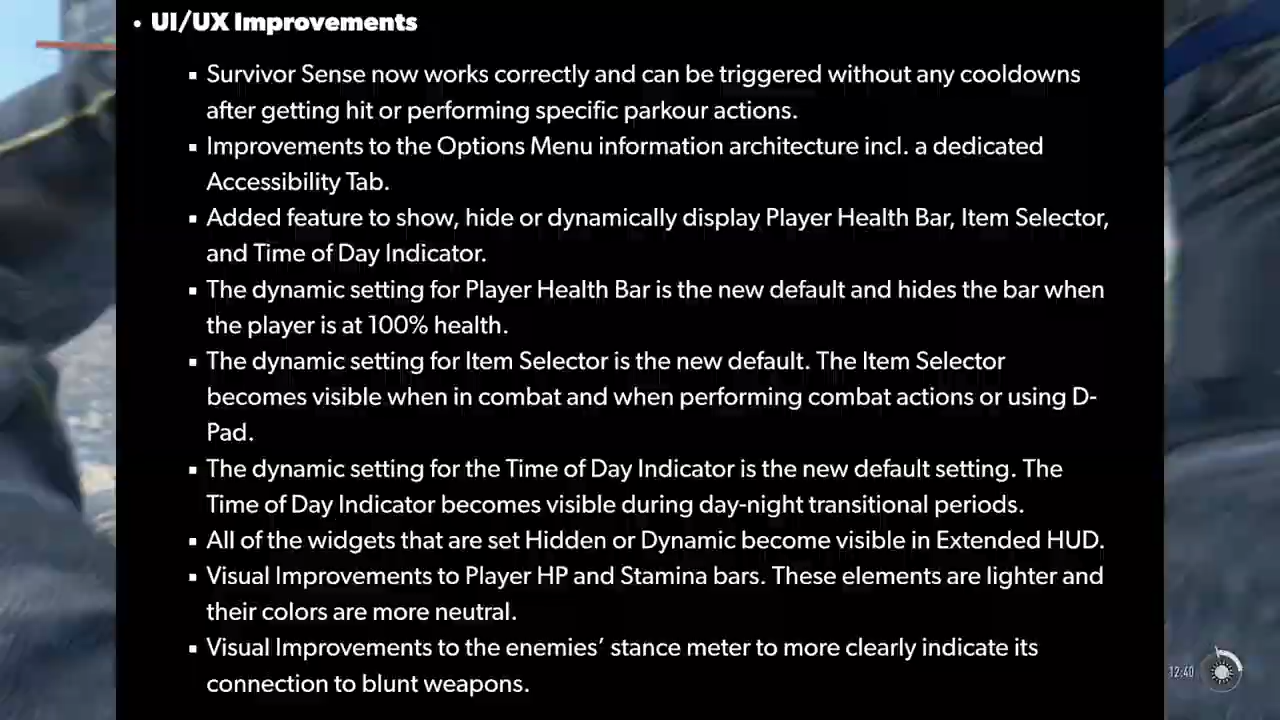 • UI/UX Improvements
▪ Survivor Sense now works correctly and can be triggered without any cooldowns
after getting hit or performing specific parkour actions.
▪ Improvements to the Options Menu information architecture incl. a dedicated
Accessibility Tab.
▪ Added feature to show, hide or dynamically display Player Health Bar, Item Selector,
and Time of Day Indicator.
▪ The dynamic setting for Player Health Bar is the new default and hides the bar when
the player is at 100% health.
▪ The dynamic setting for Item Selector is the new default. The Item Selector
becomes visible when in combat and when performing combat actions or using D-
Pad.
▪ The dynamic setting for the Time of Day Indicator is the new default setting. The
Time of Day Indicator becomes visible during day-night transitional periods.
▪ All of the widgets that are set Hidden or Dynamic become visible in Extended HUD.
▪ Visual Improvements to Player HP and Stamina bars. These elements are lighter and
their colors are more neutral.
▪ Visual Improvements to the enemies’ stance meter to more clearly indicate its
connection to blunt weapons.
12:40